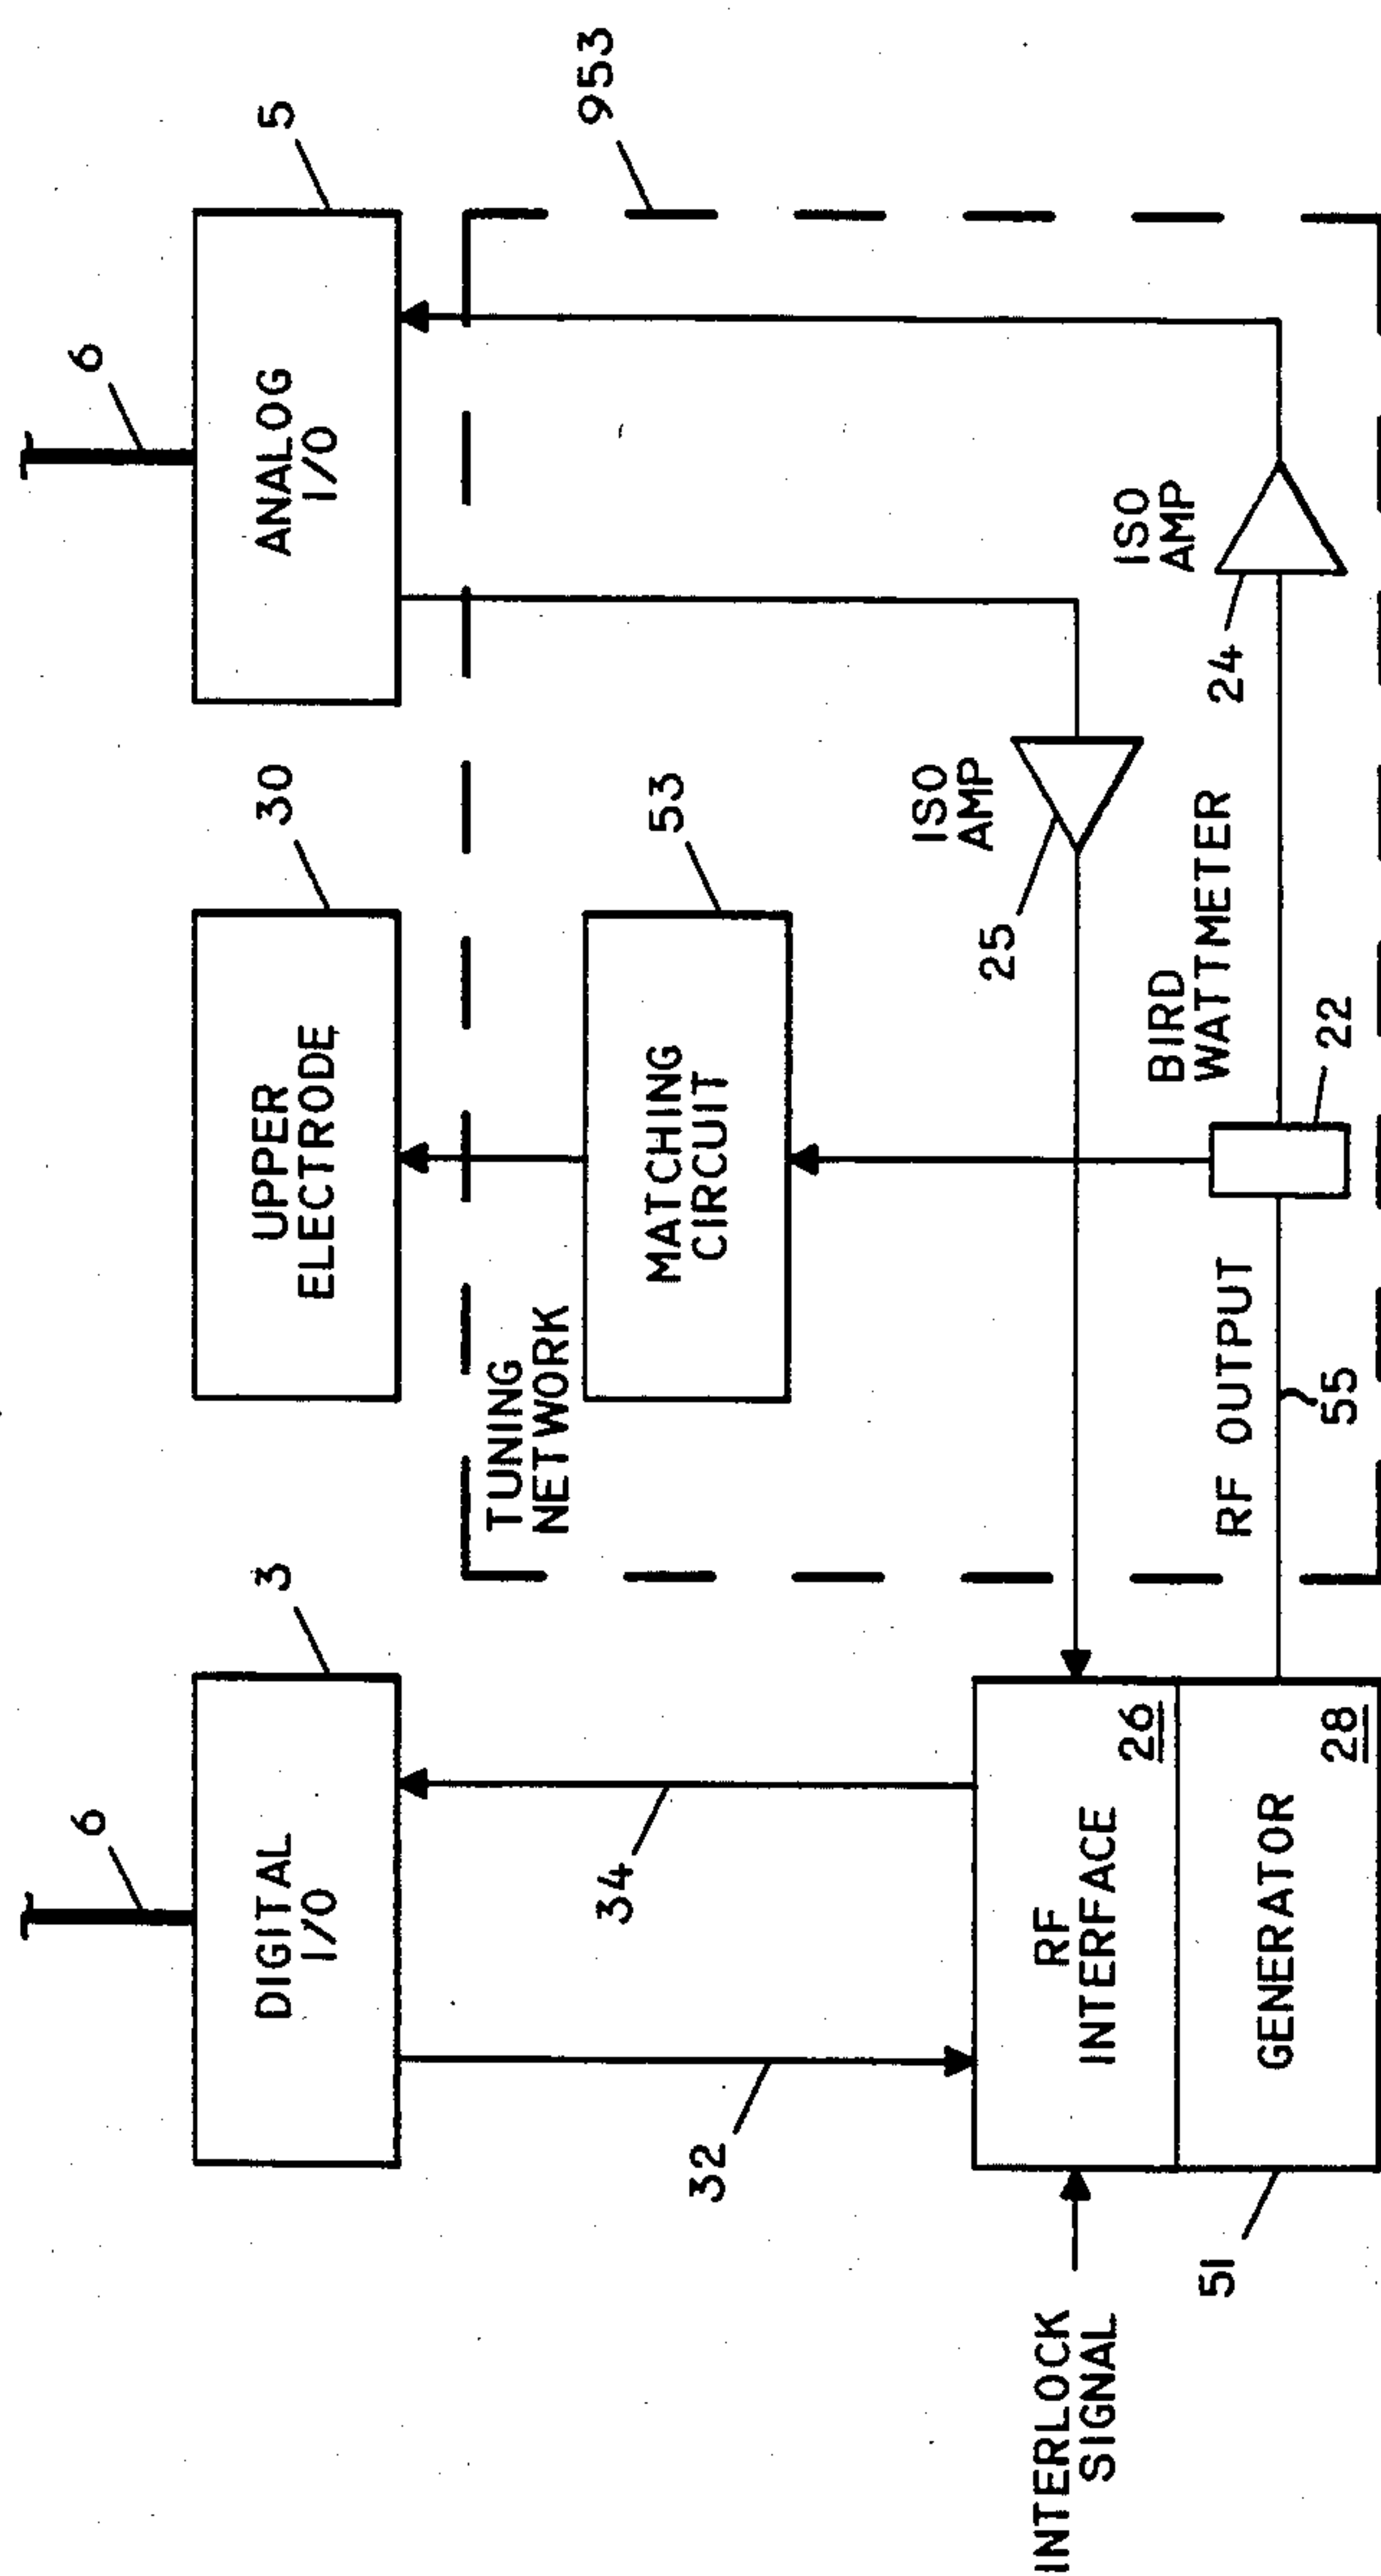 6
6
3
30
5
DIGITAL
I/O
UPPER
ELECTRODE
ANALOG
I/O
953
TUNING
NETWORK
32
34
53
MATCHING
CIRCUIT
ISO
AMP
25
INTERLOCK
SIGNAL
RF
INTERFACE
26
BIRD
WATTMETER
ISO
AMP
24
51
GENERATOR
28
RF OUTPUT
55
22